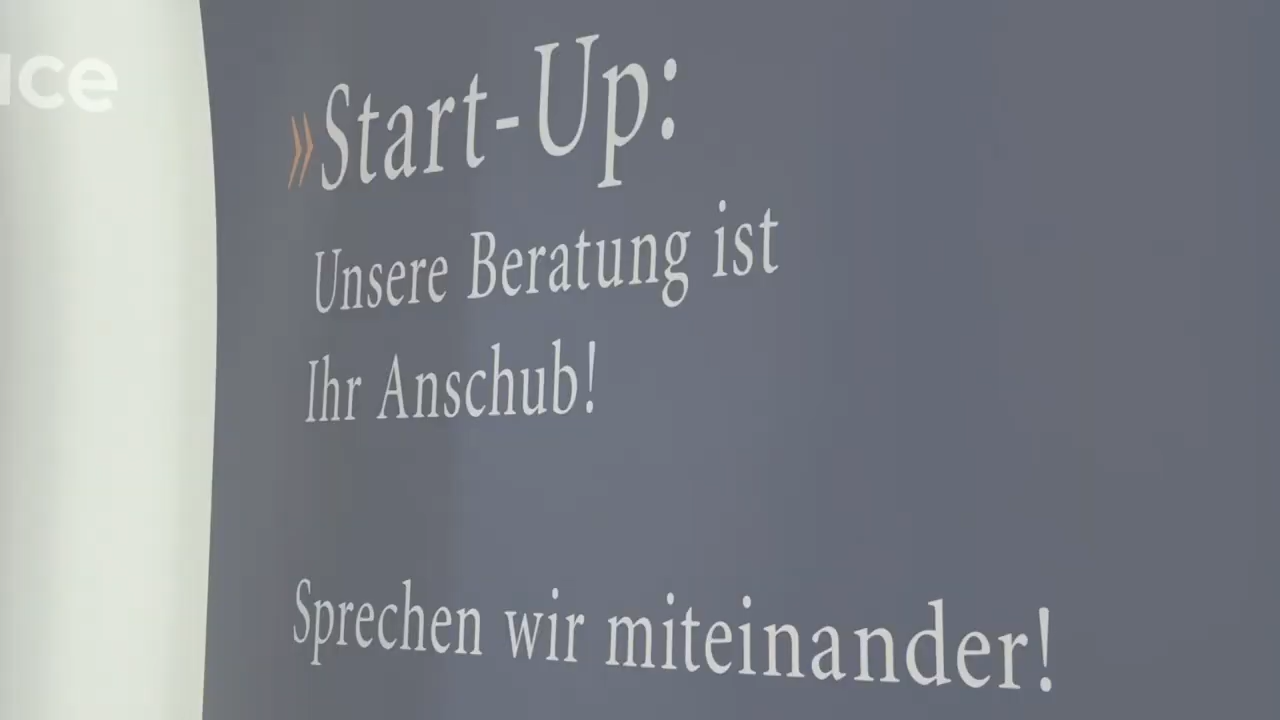 »Start-Up:
Unsere Beratung ist
Ihr Anschub!
Sprechen wir miteinander!